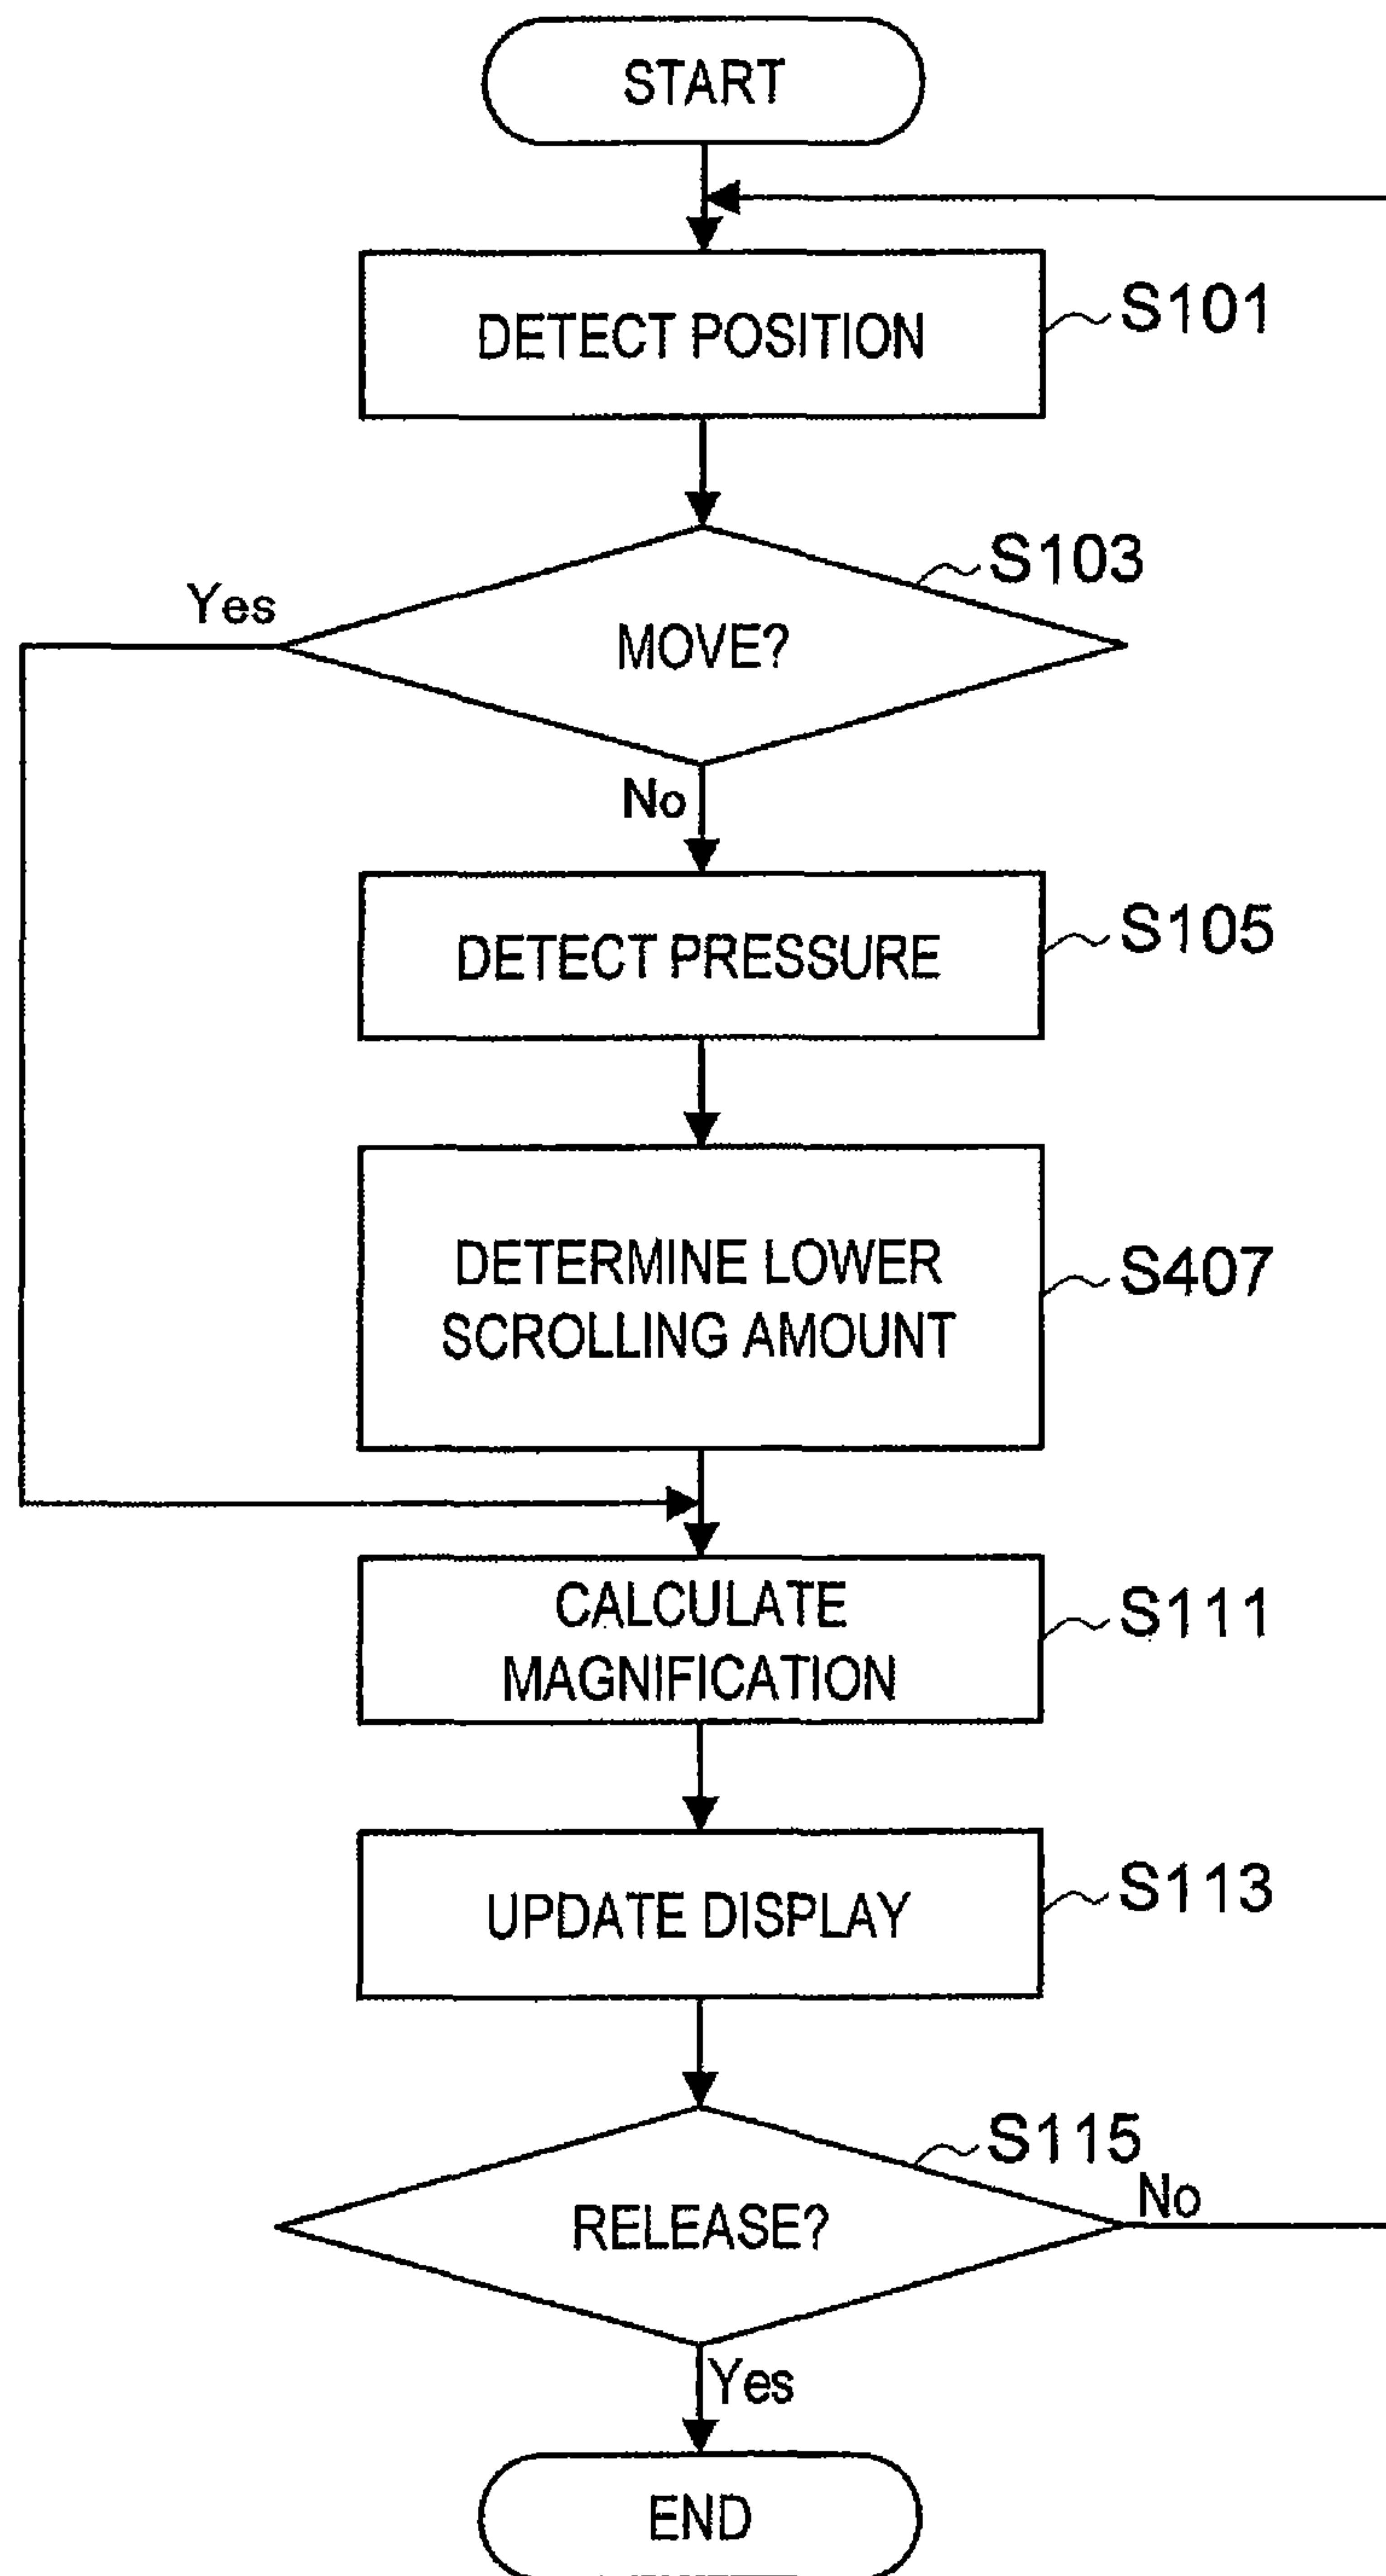 START
DETECT POSITION
S101
S103
Yes
MOVE?
No
DETECT PRESSURE
S105
DETERMINE LOWER
SCROLLING AMOUNT
S407
CALCULATE
MAGNIFICATION
S111
UPDATE DISPLAY
S113
S115
No
RELEASE?
Yes
END